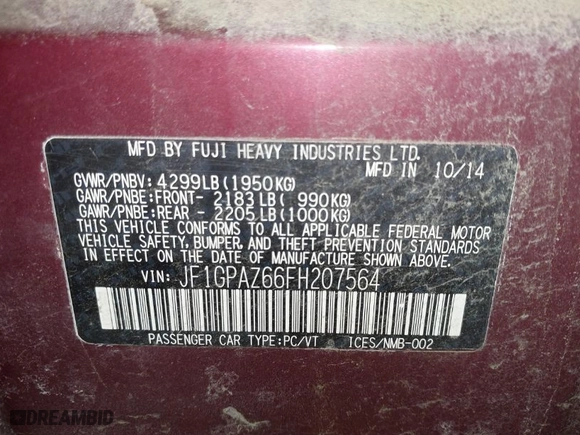 10/14
MFD BY FUJI HEAVY INDUSTRIES LTD.
MFD IN 10/14
GVWR/PNBV: 4299LB(1950KG)
GAWR/PNBE:FRONT- 2183LB( 990KG)
GAWR/PNBE:REAR - 2205LB(1000KG)
THIS VEHICLE CONFORMS TO ALL APPLICABLE FEDERAL MOTOR
VEHICLE SAFETY, BUMPER, AND THEFT PREVENTION STANDARDS
IN EFFECT ON THE DATE OF MANUFACTURE SHOWN ABOVE.
VIN: JF1GPAZ66FH207564
PASSENGER CAR TYPE:PC/VT ICES/NMB-002
DREAMBID